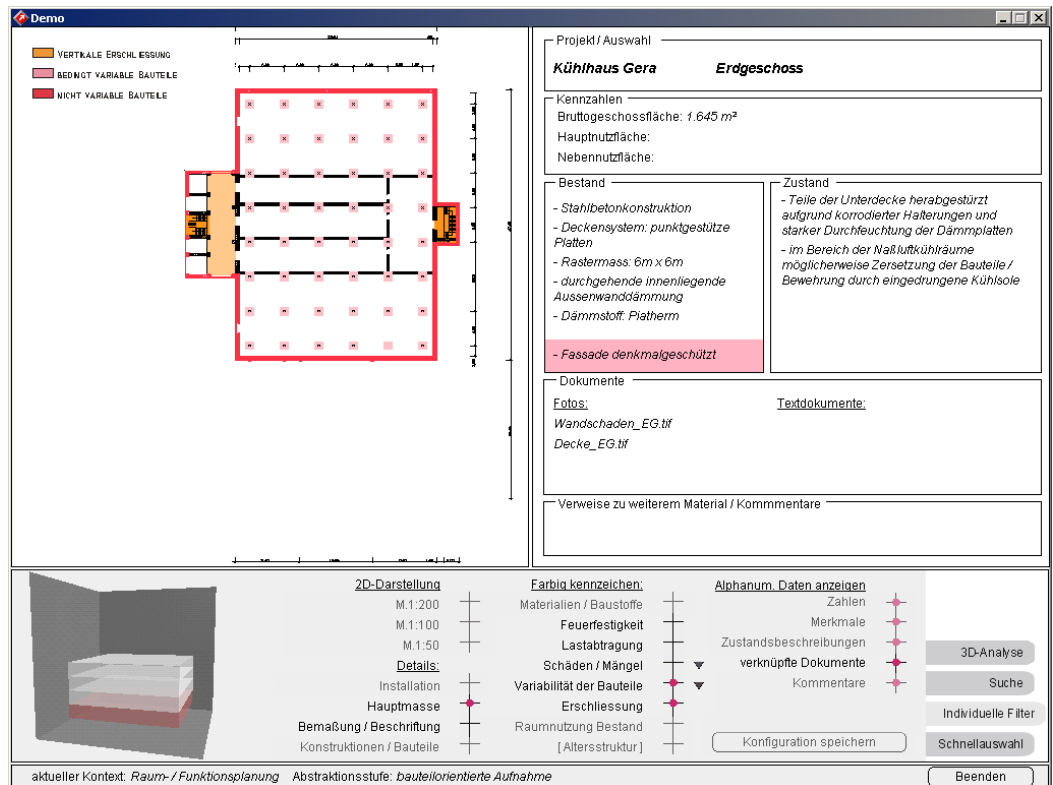 Demo
VERTIKALE ERSCHLIESSUNG
BEDINGT VARIABLE BAUTEILE
NICHT VARIABLE BAUTEILE
Projekt / Auswahl
Kühlhaus Gera Erdgeschoss
Kennzahlen
Bruttogeschossfläche: 1.645 m²
Hauptnutzfläche:
Nebennutzfläche:
Bestand
- Stahlbetonkonstruktion
- Deckensystem: punktgestütze
Platten
- Rastermass: 6m x 6m
- durchgehende innenliegende
Aussenwanddämmung
- Dämmstoff: Piatherm
- Fassade denkmalgeschützt
Zustand
- Teile der Unterdecke herabgestürzt
aufgrund korrodierter Halterungen und
starker Durchfeuchtung der Dämmplatten
- im Bereich der Naßluftkühlräume
möglicherweise Zersetzung der Bauteile /
Bewehrung durch eingedrungene Kühlsole
Dokumente
Fotos:
Wandschaden_EG.tif
Decke_EG.tif
Textdokumente:
Verweise zu weiterem Material / Kommmentare
2D-Darstellung
M.1:200
M.1:100
M.1:50
Details:
Installation
Hauptmasse
Bemaßung / Beschriftung
Konstruktionen / Bauteile
Farbig kennzeichen:
Materialien / Baustoffe
Feuerfestigkeit
Lastabtragung
Schäden / Mängel
Variabilität der Bauteile
Erschliessung
Raumnutzung Bestand
[ Altersstruktur ]
Alphanum. Daten anzeigen
Zahlen
Merkmale
Zustandsbeschreibungen
verknüpfte Dokumente
Kommentare
Konfiguration speichern
3D-Analyse
Suche
Individuelle Filter
Schnellauswahl
aktueller Kontext: Raum- / Funktionsplanung Abstraktionsstufe: bauteilorientierte Aufnahme
Beenden